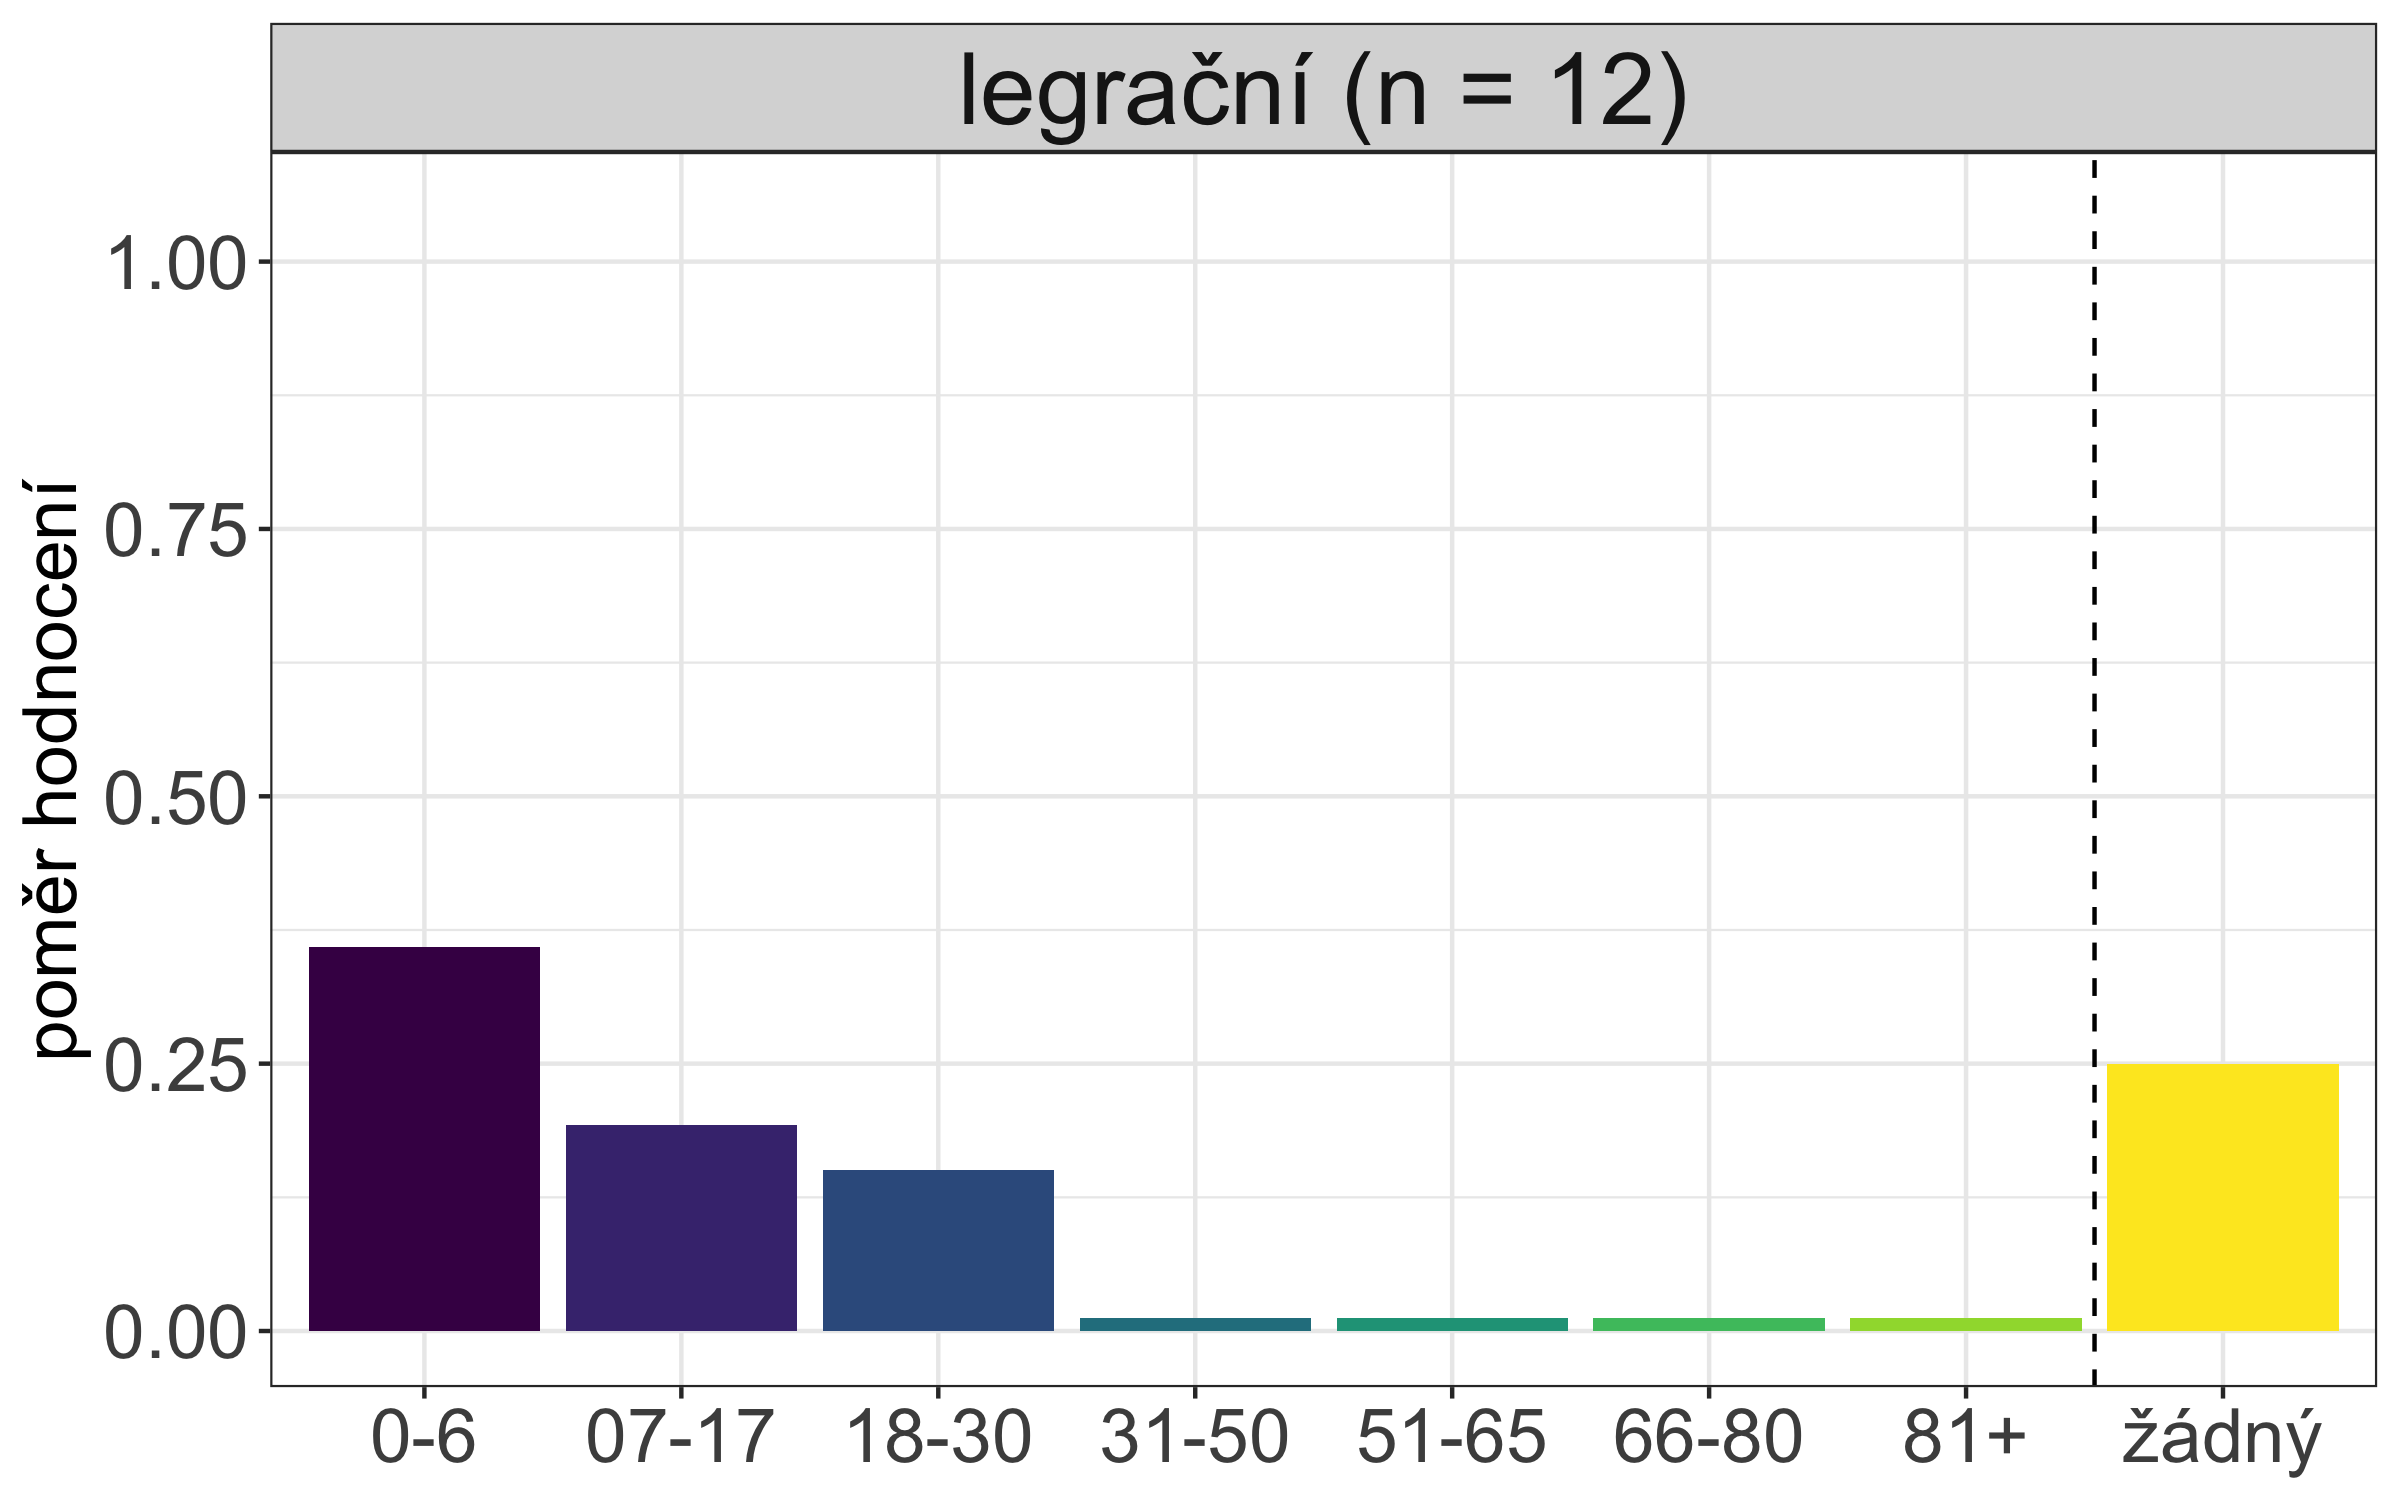 legrační (n = 12)
poměr hodnocení
1.00
0.75
0.50
0.25
0.00
0-6 07-17 18-30 31-50 51-65 66-80 81+ žádný